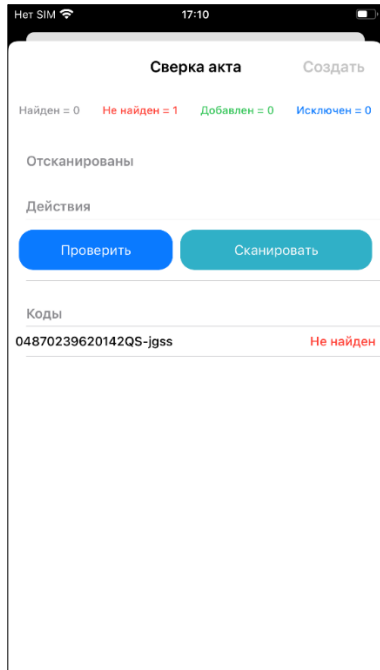 Нет SIM 17:10
Сверка акта Создать
Найден = 0 Не найден = 1 Добавлен = 0 Исключен = 0
Отсканированы
Действия
Проверить Сканировать
Коды
04870239620142QS-jgss Не найден